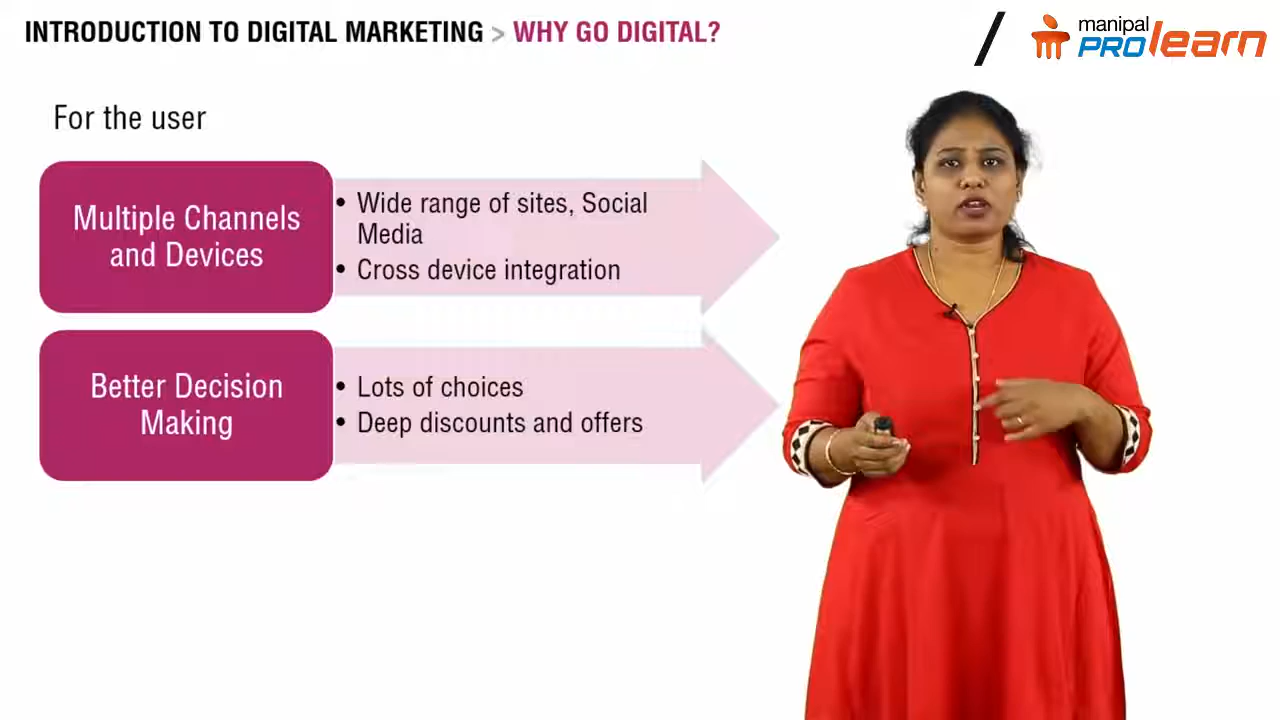 INTRODUCTION TO DIGITAL MARKETING > WHY GO DIGITAL?
manipal
PROlearn
For the user
Multiple Channels
and Devices
• Wide range of sites, Social
Media
• Cross device integration
Better Decision
Making
• Lots of choices
• Deep discounts and offers